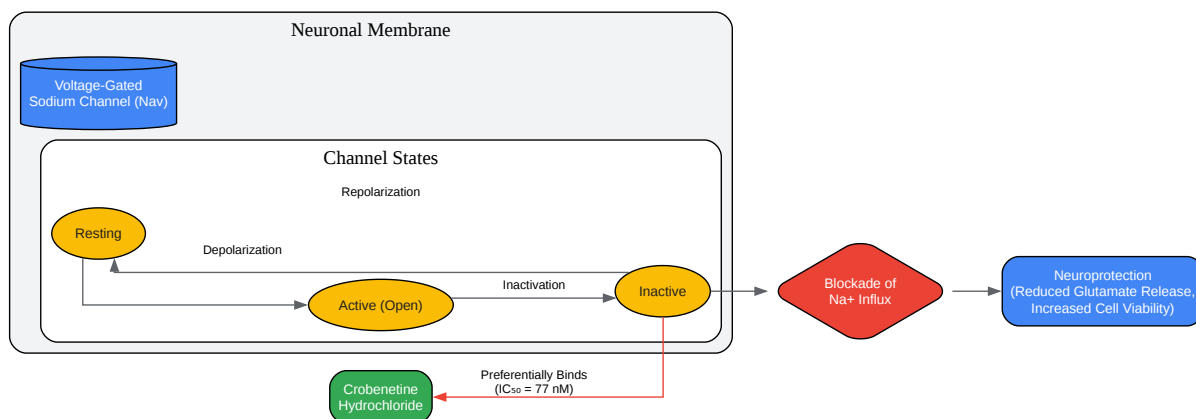 Neuronal Membrane
Voltage-Gated
Sodium Channel (Nav)
Channel States
Repolarization
Resting
Depolarization
Active (Open)
Inactivation
Inactive
Blockade of
Na+ Influx
Neuroprotection
(Reduced Glutamate Release,
Increased Cell Viability)
Preferentially Binds
(IC₅₀ = 77 nM)
Crobenetine
Hydrochloride